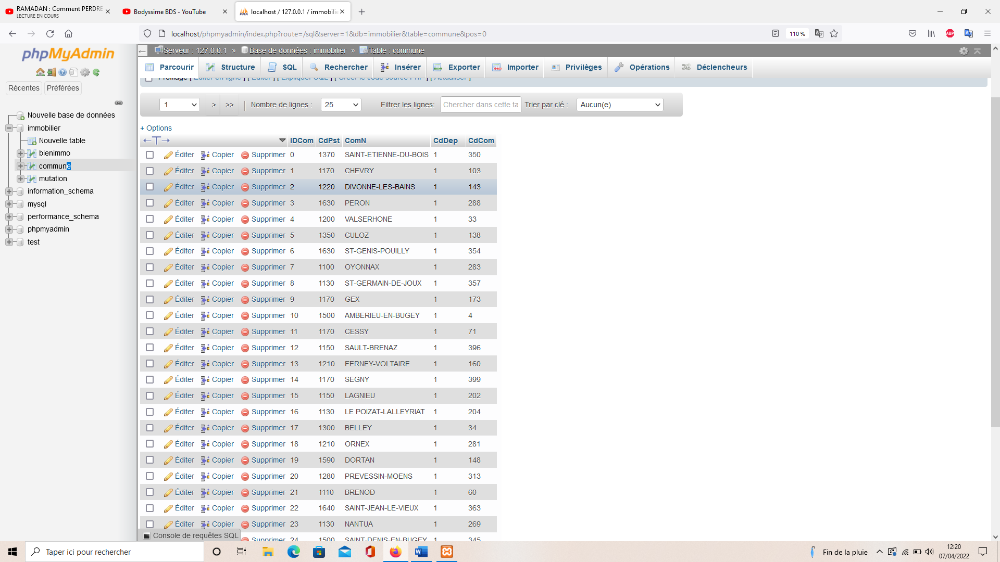 RAMADAN : Comment PERDRE
LECTURE EN COURS
Bodyssime BDS - YouTube
localhost / 127.0.0.1 / immobilie
localhost/phpmyadmin/index.php?route=/sql&server=1&db=immobilier&table=commune&pos=0
110 %
ABP
phpMyAdmin
Récentes
Préférées
Nouvelle base de données
immobilier
Nouvelle table
bienimmo
commune
mutation
information_schema
mysql
performance_schema
phpmyadmin
test
Serveur : 127.0.0.1 » Base de données : immobilier » Table : commune
Parcourir Structure SQL Rechercher Insérer Exporter Importer Privilèges Opérations Déclencheurs
Profilage [ Éditer en ligne ] [ Éditer ] [ Expliquer SQL ] [ Créer le code source PHP ] [ Actualiser ]
1 > >> | Nombre de lignes : 25 Filtrer les lignes: Chercher dans cette ta Trier par clé : Aucun(e)
+ Options
←T→ IDCom CdPst ComN CdDep CdCom
Éditer Copier Supprimer 0 1370 SAINT-ETIENNE-DU-BOIS 1 350
Éditer Copier Supprimer 1 1170 CHEVRY 1 103
Éditer Copier Supprimer 2 1220 DIVONNE-LES-BAINS 1 143
Éditer Copier Supprimer 3 1630 PERON 1 288
Éditer Copier Supprimer 4 1200 VALSERHONE 1 33
Éditer Copier Supprimer 5 1350 CULOZ 1 138
Éditer Copier Supprimer 6 1630 ST-GENIS-POUILLY 1 354
Éditer Copier Supprimer 7 1100 OYONNAX 1 283
Éditer Copier Supprimer 8 1130 ST-GERMAIN-DE-JOUX 1 357
Éditer Copier Supprimer 9 1170 GEX 1 173
Éditer Copier Supprimer 10 1500 AMBERIEU-EN-BUGEY 1 4
Éditer Copier Supprimer 11 1170 CESSY 1 71
Éditer Copier Supprimer 12 1150 SAULT-BRENAZ 1 396
Éditer Copier Supprimer 13 1210 FERNEY-VOLTAIRE 1 160
Éditer Copier Supprimer 14 1170 SEGNY 1 399
Éditer Copier Supprimer 15 1150 LAGNIEU 1 202
Éditer Copier Supprimer 16 1130 LE POIZAT-LALLEYRIAT 1 204
Éditer Copier Supprimer 17 1300 BELLEY 1 34
Éditer Copier Supprimer 18 1210 ORNEX 1 281
Éditer Copier Supprimer 19 1590 DORTAN 1 148
Éditer Copier Supprimer 20 1280 PREVESSIN-MOENS 1 313
Éditer Copier Supprimer 21 1110 BRENOD 1 60
Éditer Copier Supprimer 22 1640 SAINT-JEAN-LE-VIEUX 1 363
Éditer Copier Supprimer 23 1130 NANTUA 1 269
Supprimer 24 1500 SAINT-DENIS-EN-BUGEY 1 345
Console de requêtes SQL
Taper ici pour rechercher
Fin de la pluie
12:20
07/04/2022